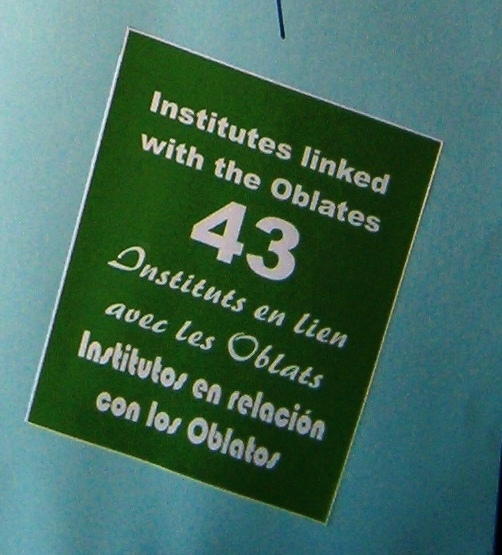 Institutes linked
with the Oblates
43
Instituts en lien
avec les Oblats
Institutos en relación
con los Oblatos